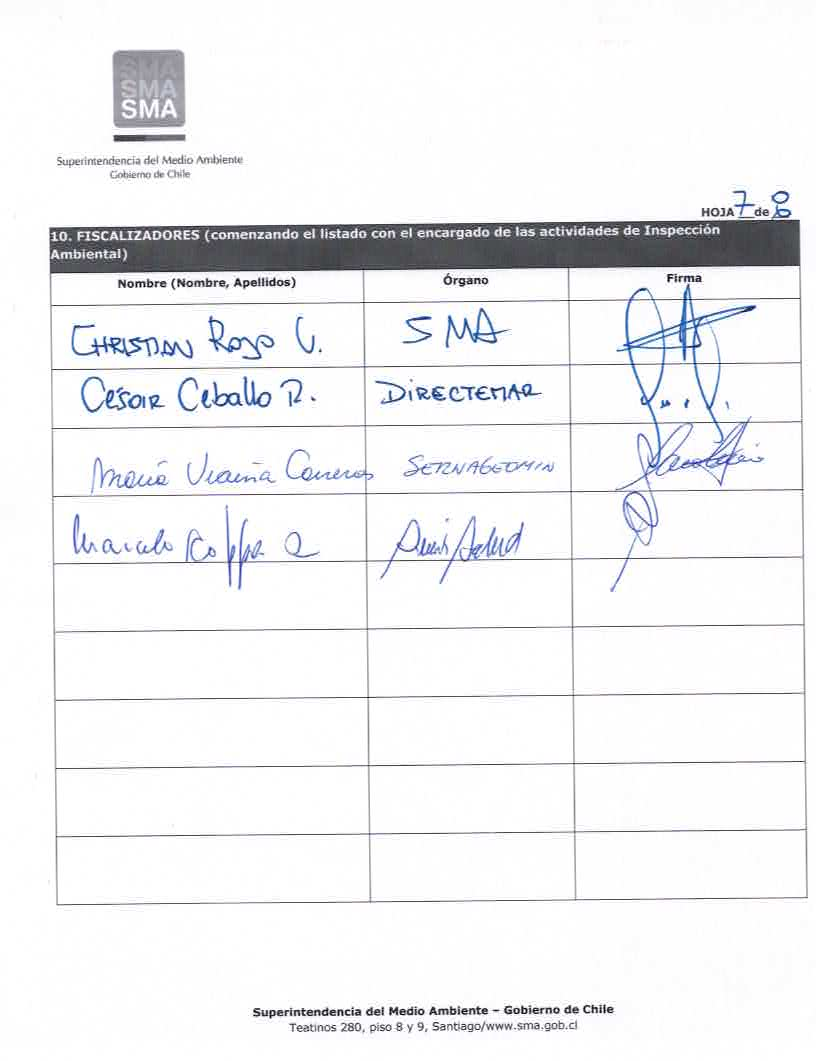 SMA
SMA
SMA
Superintendencia del Medio Ambiente
Gobierno de Chile
HOJA 7 de 8
10. FISCALIZADORES (comenzando el listado con el encargado de las actividades de Inspección
Ambiental)
Nombre (Nombre, Apellidos) Órgano Firma
CHRISTIAN Rojo V. SMA
César Ceballo R. DIRECTEMAR
María Viviana Carreras SERNAGEOMIN
Marcelo Q Salud
Superintendencia del Medio Ambiente – Gobierno de Chile
Teatinos 280, piso 8 y 9, Santiago/www.sma.gob.cl